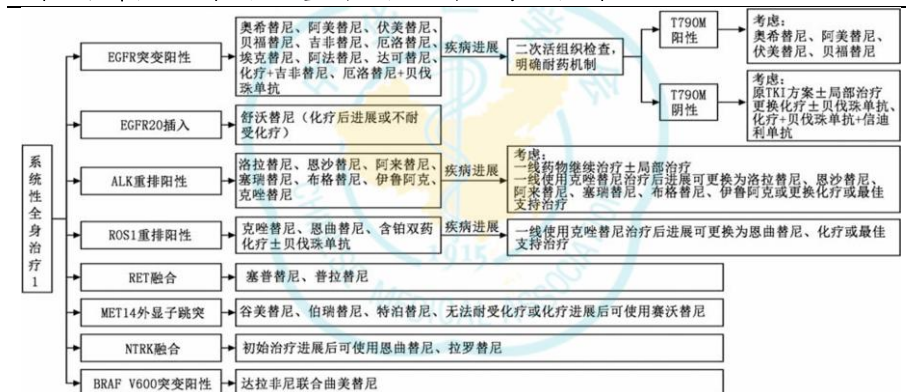 系统性全身治疗1
EGFR突变阳性
奥希替尼、阿美替尼、伏美替尼、
贝福替尼、吉非替尼、厄洛替尼、
埃克替尼、阿法替尼、达可替尼、
化疗+吉非替尼、厄洛替尼+贝伐
珠单抗
疾病进展
二次活组织检查,
明确耐药机制
T790M
阳性
考虑:
奥希替尼、阿美替尼、
伏美替尼、贝福替尼
T790M
阴性
考虑:
原TKI方案±局部治疗
更换化疗±贝伐珠单抗、
化疗+贝伐珠单抗+信迪
利单抗
EGFR20插入
舒沃替尼(化疗后进展或不耐
受化疗)
ALK重排阳性
洛拉替尼、恩沙替尼、阿来替尼、
塞瑞替尼、布格替尼、伊鲁阿克、
克唑替尼
疾病进展
考虑:
一线药物继续治疗±局部治疗
一线使用克唑替尼治疗后进展可更换为洛拉替尼、恩沙替尼、
阿来替尼、塞瑞替尼、布格替尼、伊鲁阿克或更换化疗或最佳
支持治疗
ROS1重排阳性
克唑替尼、恩曲替尼、含铂双药
化疗±贝伐珠单抗
疾病进展
一线使用克唑替尼治疗后进展可更换为恩曲替尼、化疗或最佳
支持治疗
RET融合
塞普替尼、普拉替尼
MET14外显子跳突
谷美替尼、伯瑞替尼、特泊替尼、无法耐受化疗或化疗进展后可使用赛沃替尼
NTRK融合
初始治疗进展后可使用恩曲替尼、拉罗替尼
BRAF V600突变阳性
达拉非尼联合曲美替尼
1915